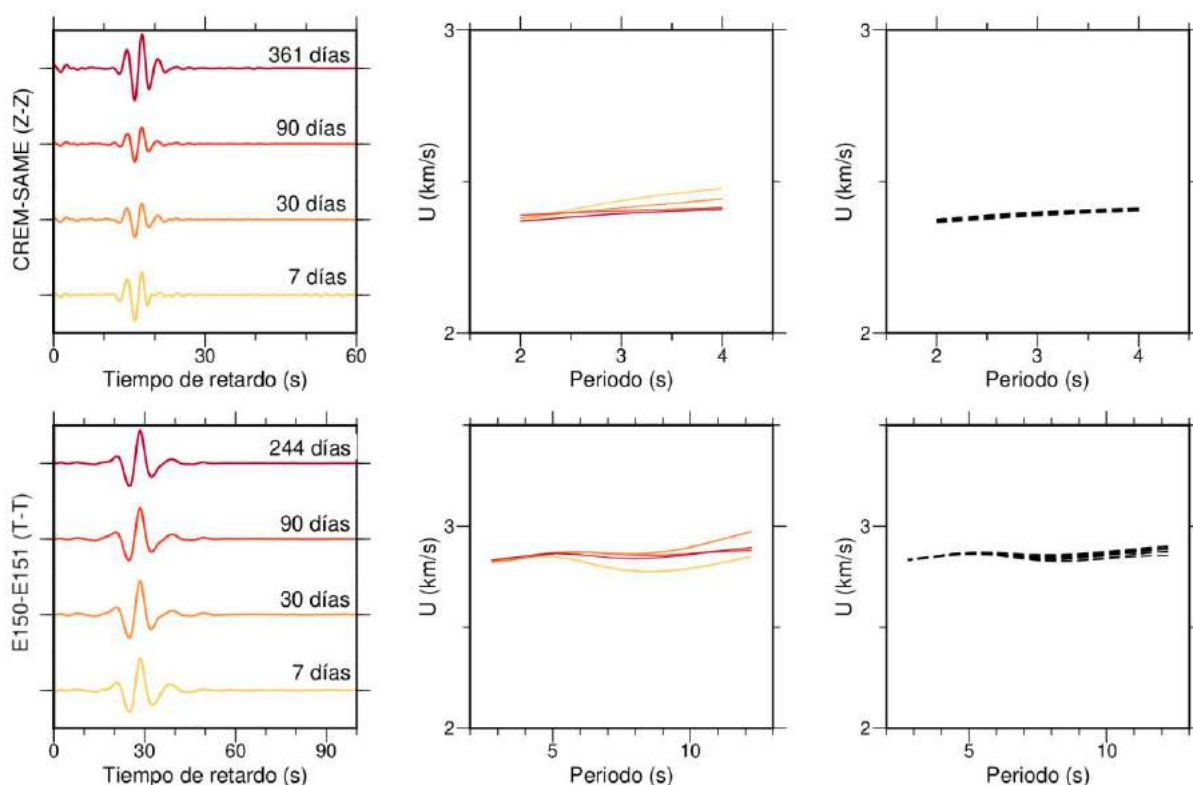 CREM-SAME (Z-Z)
361 días
90 días
30 días
7 días
0 30 60
Tiempo de retardo (s)
U (km/s)
3
2
2 3 4
Periodo (s)
U (km/s)
3
2
2 3 4
Periodo (s)
E150-E151 (T-T)
244 días
90 días
30 días
7 días
0 30 60 90
Tiempo de retardo (s)
U (km/s)
3
2
5 10
Periodo (s)
U (km/s)
3
2
5 10
Periodo (s)